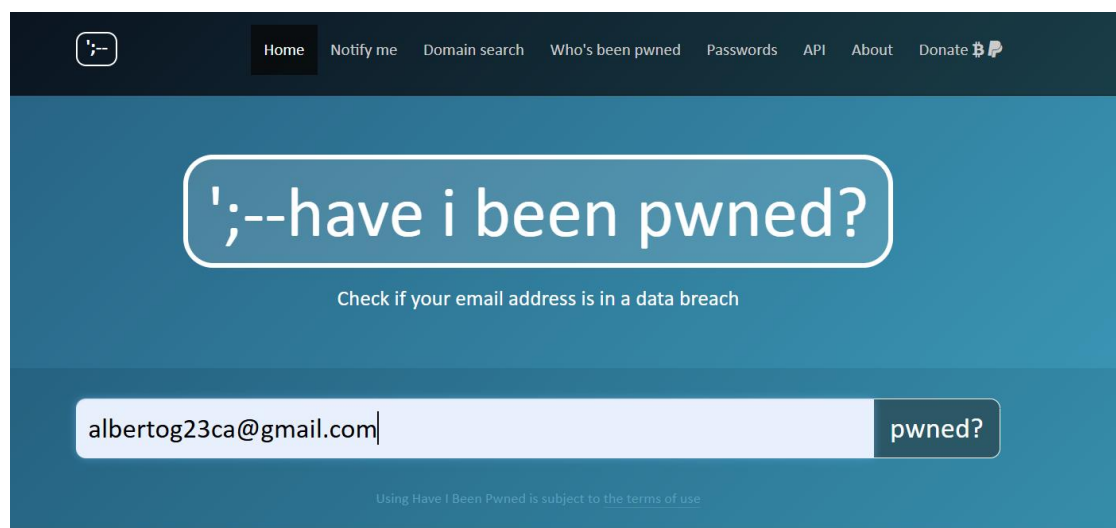 ';--
Home Notify me Domain search Who's been pwned Passwords API About Donate
';--have i been pwned?
Check if your email address is in a data breach
albertog23ca@gmail.com pwned?
Using Have I Been Pwned is subject to the terms of use